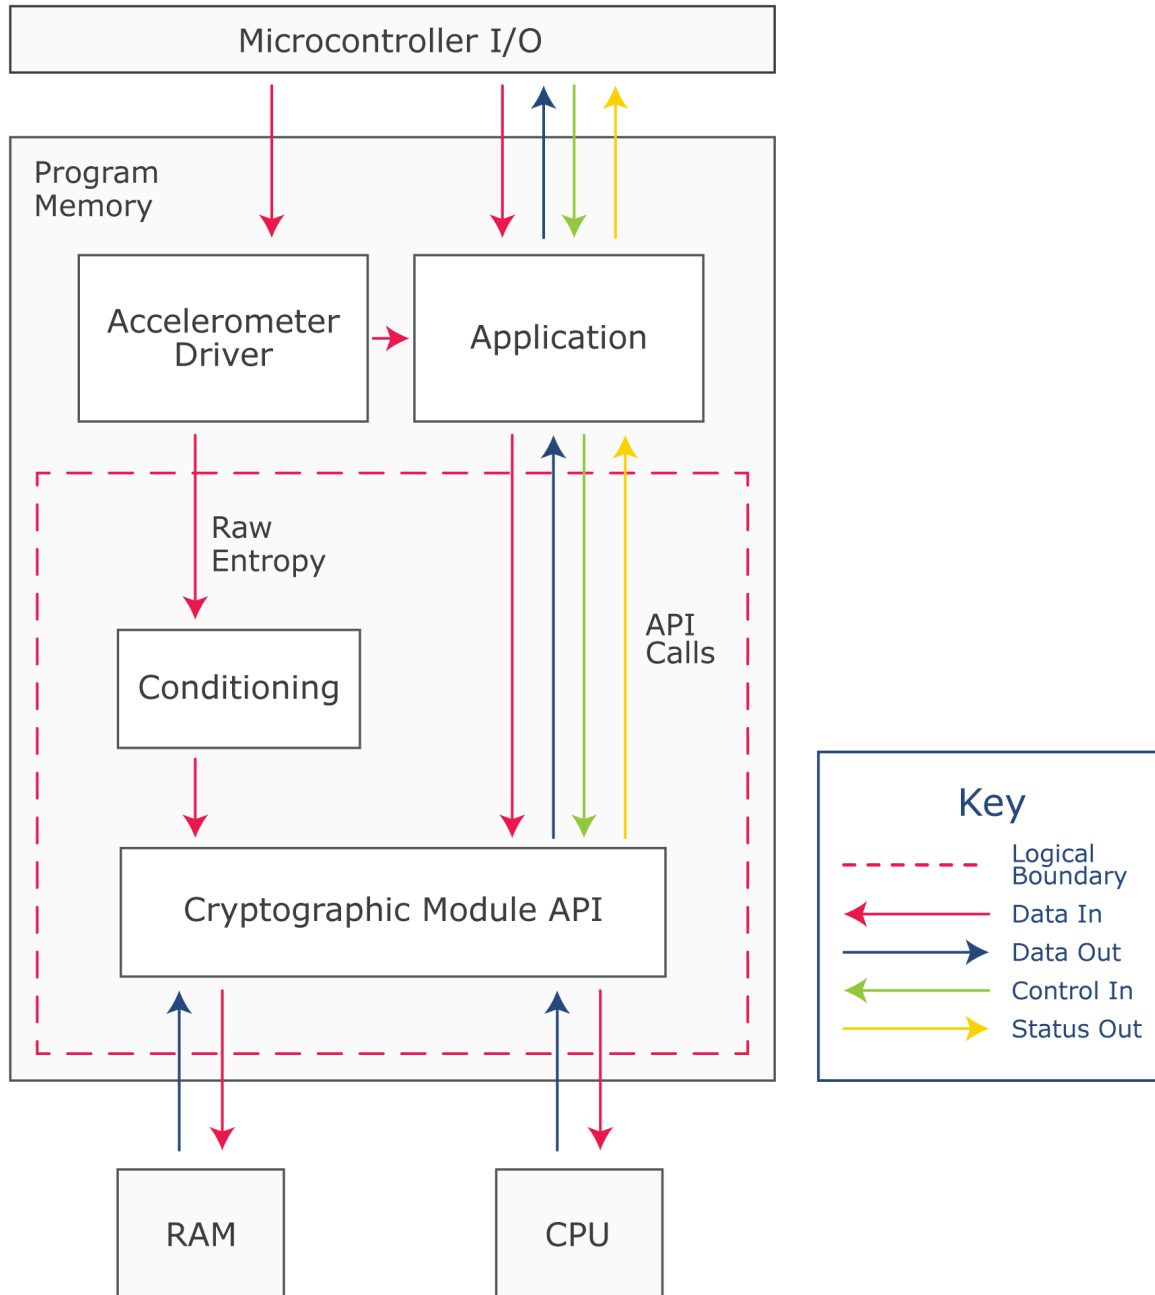 Microcontroller I/O
Program
Memory
Accelerometer
Driver
Application
Raw
Entropy
API
Calls
Conditioning
Cryptographic Module API
RAM
CPU
Key
Logical
Boundary
Data In
Data Out
Control In
Status Out